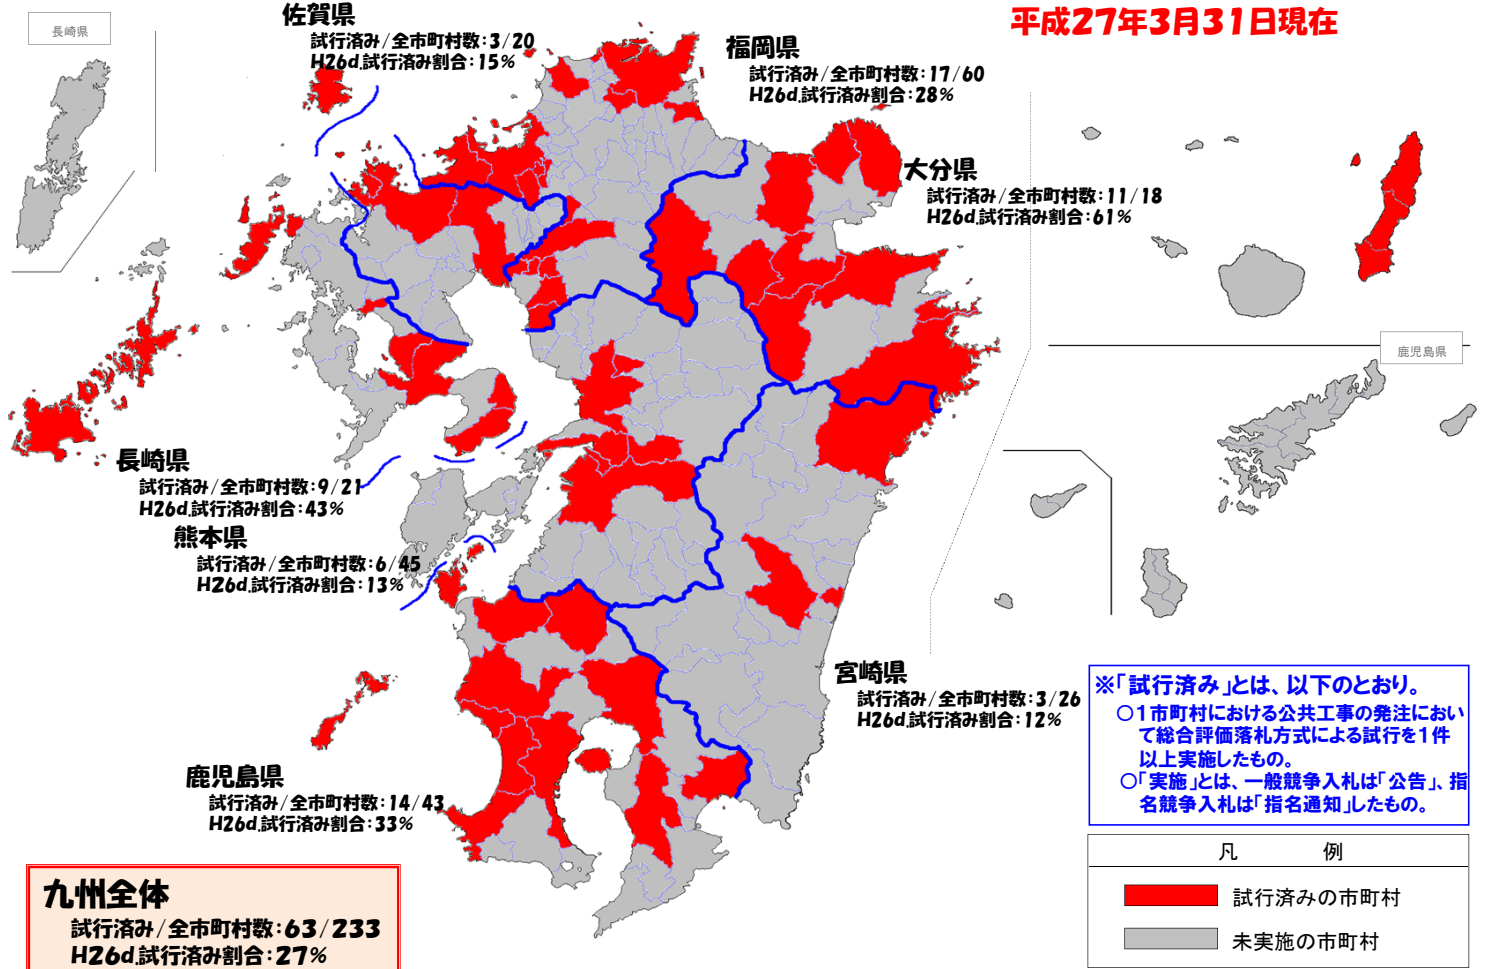 平成27年3月31日現在
長崎県
佐賀県
試行済み/全市町村数:3/20
H26d.試行済み割合:15%
福岡県
試行済み/全市町村数:17/60
H26d.試行済み割合:28%
大分県
試行済み/全市町村数:11/18
H26d.試行済み割合:61%
鹿児島県
長崎県
試行済み/全市町村数:9/21
H26d.試行済み割合:43%
熊本県
試行済み/全市町村数:6/45
H26d.試行済み割合:13%
宮崎県
試行済み/全市町村数:3/26
H26d.試行済み割合:12%
鹿児島県
試行済み/全市町村数:14/43
H26d.試行済み割合:33%
九州全体
試行済み/全市町村数:63/233
H26d.試行済み割合:27%
※「試行済み」とは、以下のとおり。
○1市町村における公共工事の発注におい
て総合評価落札方式による試行を1件
以上実施したもの。
○「実施」とは、一般競争入札は「公告」、指
名競争入札は「指名通知」したもの。
凡 例
試行済みの市町村
未実施の市町村